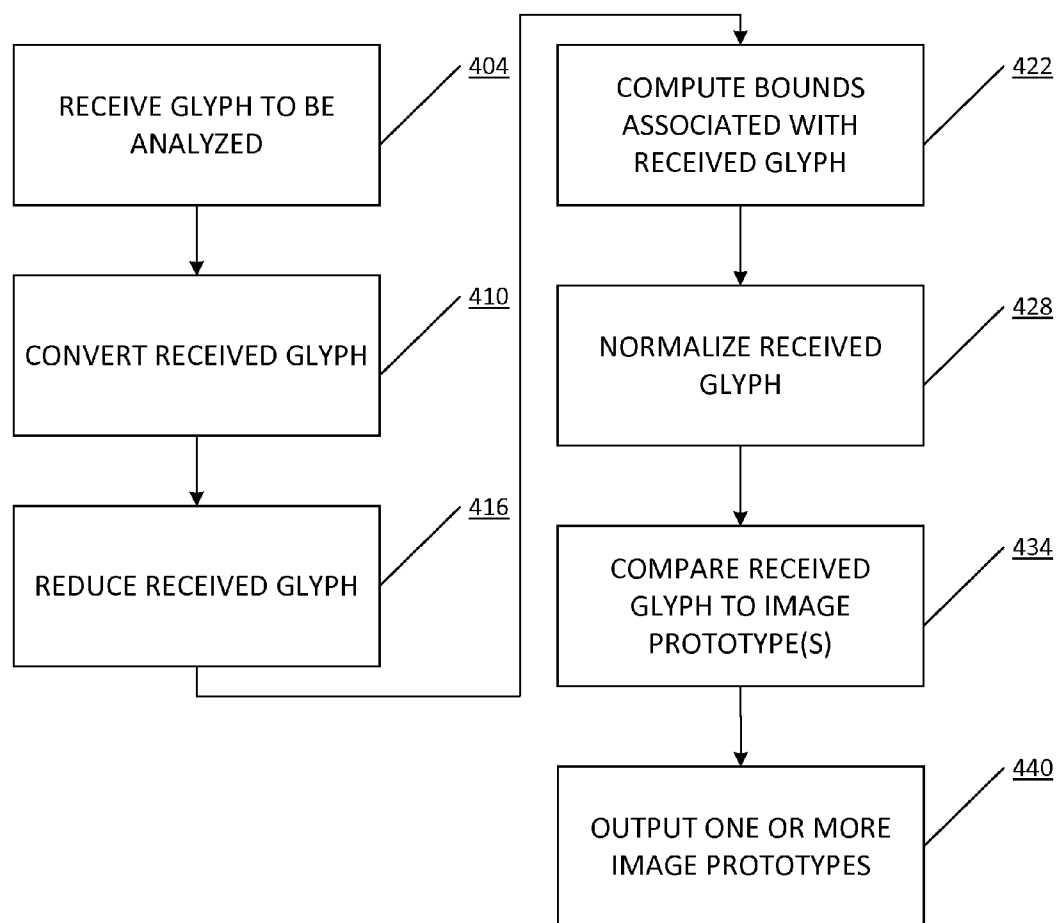 RECEIVE GLYPH TO BE
ANALYZED
404
CONVERT RECEIVED GLYPH
410
REDUCE RECEIVED GLYPH
416
COMPUTE BOUNDS
ASSOCIATED WITH
RECEIVED GLYPH
422
NORMALIZE RECEIVED
GLYPH
428
COMPARE RECEIVED
GLYPH TO IMAGE
PROTOTYPE(S)
434
OUTPUT ONE OR MORE
IMAGE PROTOTYPES
440